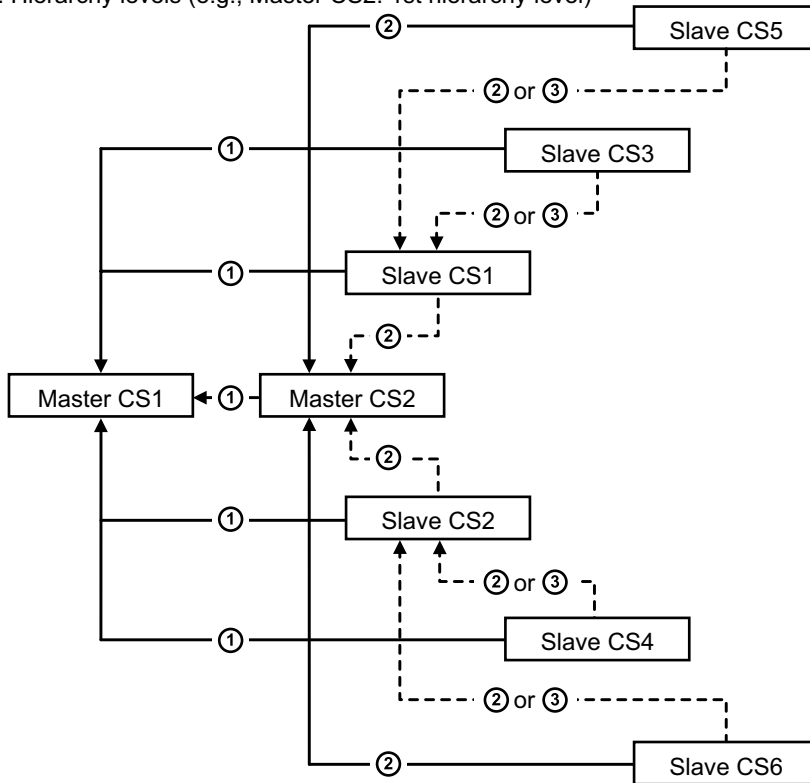 Hierarchy levels (e.g., Master CS2: 1st hierarchy level)
② Slave CS5
② or ③
① Slave CS3
② or ③
① Slave CS1
②
Master CS1 ① Master CS2
②
① Slave CS2
② or ③
① Slave CS4
② or ③
② Slave CS6